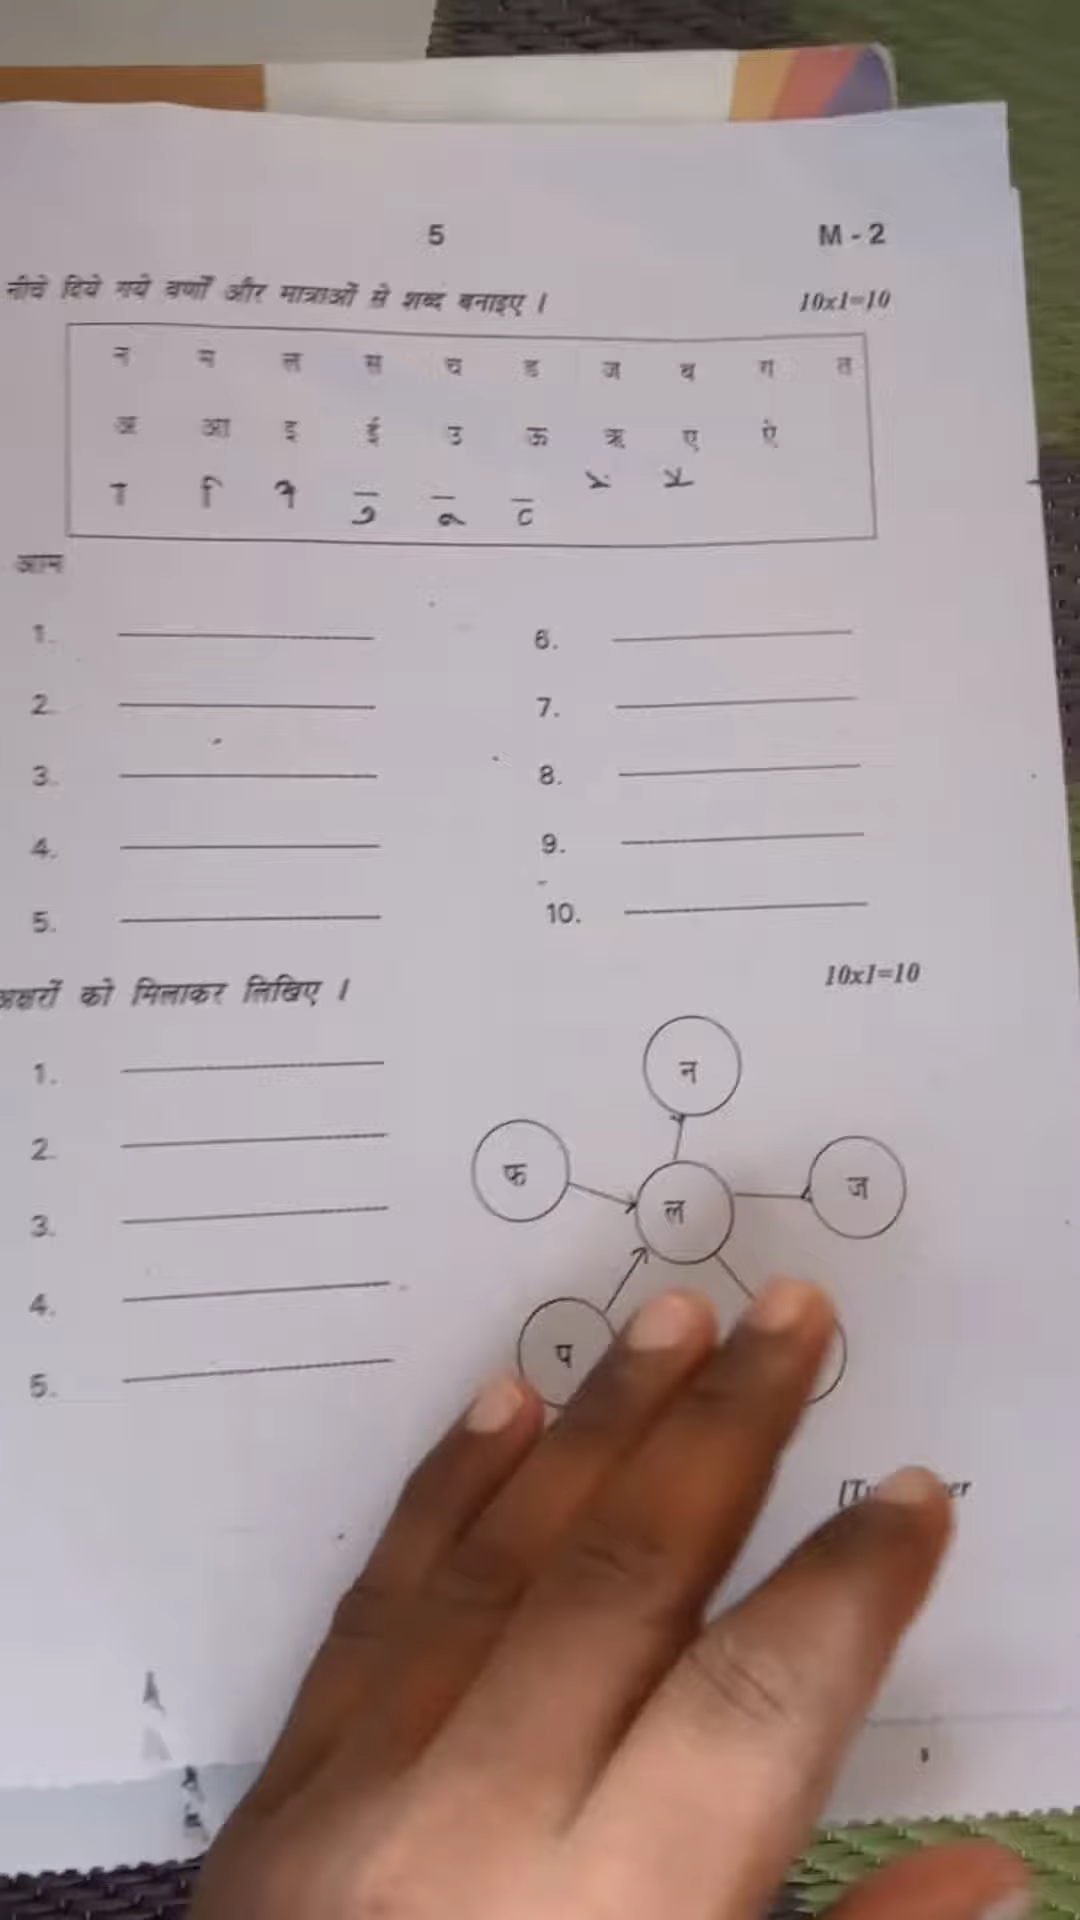 5
M - 2
नीचे दिये गये वर्णों और मात्राओं से शब्द बनाइए ।
10x1=10
न म ल स च ड ज ब ग त
अ आ इ ई उ ऊ ऋ ए ऐ
ा ि ी ु ू ृ े ै
आन
1.
6.
2.
7.
3.
8.
4.
9.
5.
10.
अक्षरों को मिलाकर लिखिए ।
10x1=10
1.
2.
3.
4.
5.
न
फ
ल
ज
प